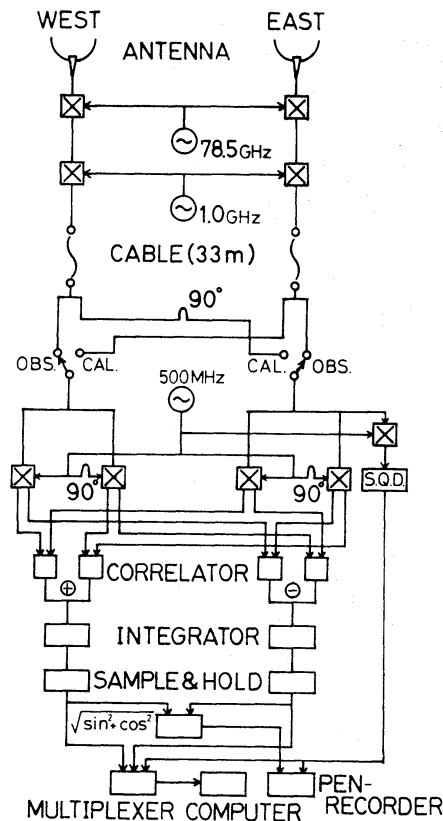 WEST EAST
ANTENNA
78.5GHz
1.0GHz
CABLE(33m)
90°
OBS. CAL. CAL. OBS.
500MHz
90° 90° S.Q.D.
CORRELATOR
⊕ ⊖
INTEGRATOR
SAMPLE&HOLD
√sin²+cos²
MULTIPLEXER COMPUTER PEN-
RECORDER